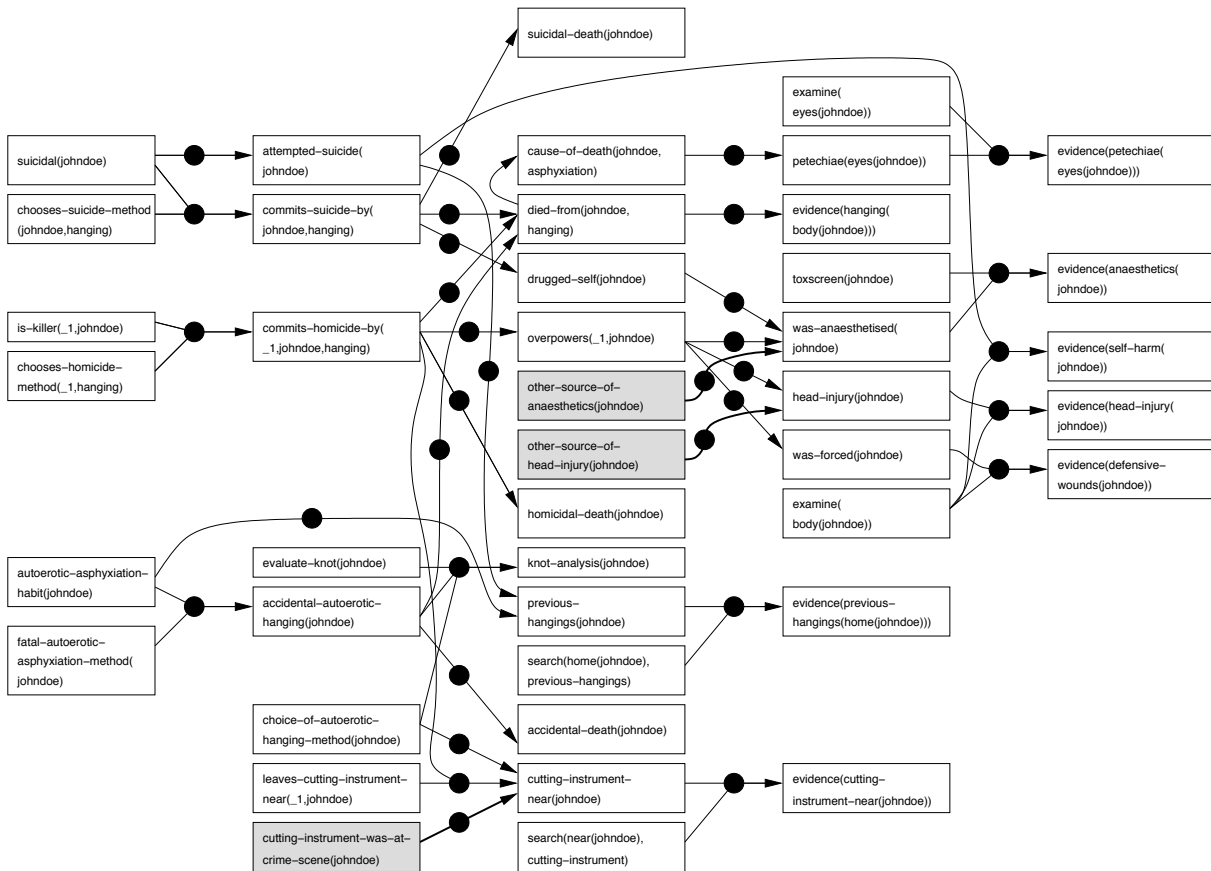 suicidal(johndoe)
chooses–suicide–method
(johndoe,hanging)
is–killer(_1,johndoe)
chooses–homicide–
method(_1,hanging)
autoerotic–asphyxiation–
habit(johndoe)
fatal–autoerotic–
asphyxiation–method(
johndoe)
attempted–suicide(
johndoe)
commits–suicide–by(
johndoe,hanging)
commits–homicide–by(
_1,johndoe,hanging)
evaluate–knot(johndoe)
accidental–autoerotic–
hanging(johndoe)
choice–of–autoerotic–
hanging–method(johndoe)
leaves–cutting–instrument–
near(_1,johndoe)
cutting–instrument–was–at–
crime–scene(johndoe)
suicidal–death(johndoe)
cause–of–death(johndoe,
asphyxiation)
died–from(johndoe,
hanging)
drugged–self(johndoe)
overpowers(_1,johndoe)
other–source–of–
anaesthetics(johndoe)
other–source–of–
head–injury(johndoe)
homicidal–death(johndoe)
knot–analysis(johndoe)
previous–
hangings(johndoe)
search(home(johndoe),
previous–hangings)
accidental–death(johndoe)
cutting–instrument–
near(johndoe)
search(near(johndoe),
cutting–instrument)
examine(
eyes(johndoe))
petechiae(eyes(johndoe))
evidence(hanging(
body(johndoe)))
toxscreen(johndoe)
was–anaesthetised(
johndoe)
head–injury(johndoe)
was–forced(johndoe)
examine(
body(johndoe))
evidence(previous–
hangings(home(johndoe)))
evidence(cutting–
instrument–near(johndoe))
evidence(petechiae(
eyes(johndoe)))
evidence(anaesthetics(
johndoe))
evidence(self–harm(
johndoe))
evidence(head–injury(
johndoe))
evidence(defensive–
wounds(johndoe))